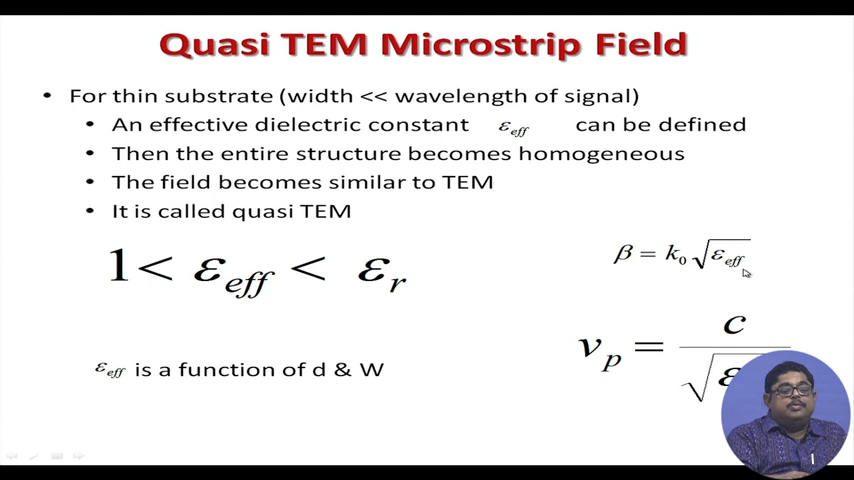 Quasi TEM Microstrip Field
• For thin substrate (width << wavelength of signal)
• An effective dielectric constant ε_eff can be defined
• Then the entire structure becomes homogeneous
• The field becomes similar to TEM
• It is called quasi TEM
1 < ε_eff < ε_r
β = k_0 √ε_eff
v_p = c / √ε
ε_eff is a function of d & W